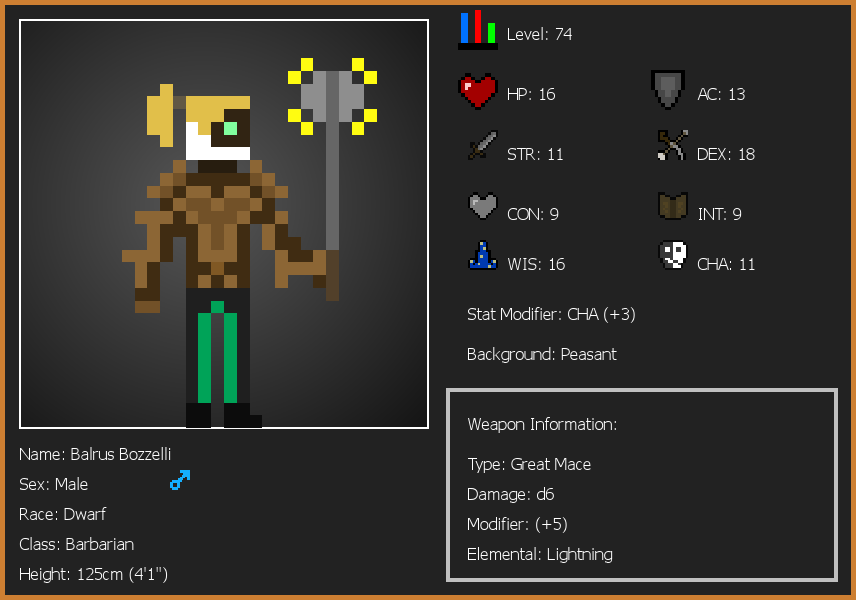 Level: 74
HP: 16
AC: 13
STR: 11
DEX: 18
CON: 9
INT: 9
WIS: 16
CHA: 11
Stat Modifier: CHA (+3)
Background: Peasant
Weapon Information:
Type: Great Mace
Damage: d6
Modifier: (+5)
Elemental: Lightning
Name: Balrus Bozzelli
Sex: Male
Race: Dwarf
Class: Barbarian
Height: 125cm (4'1")